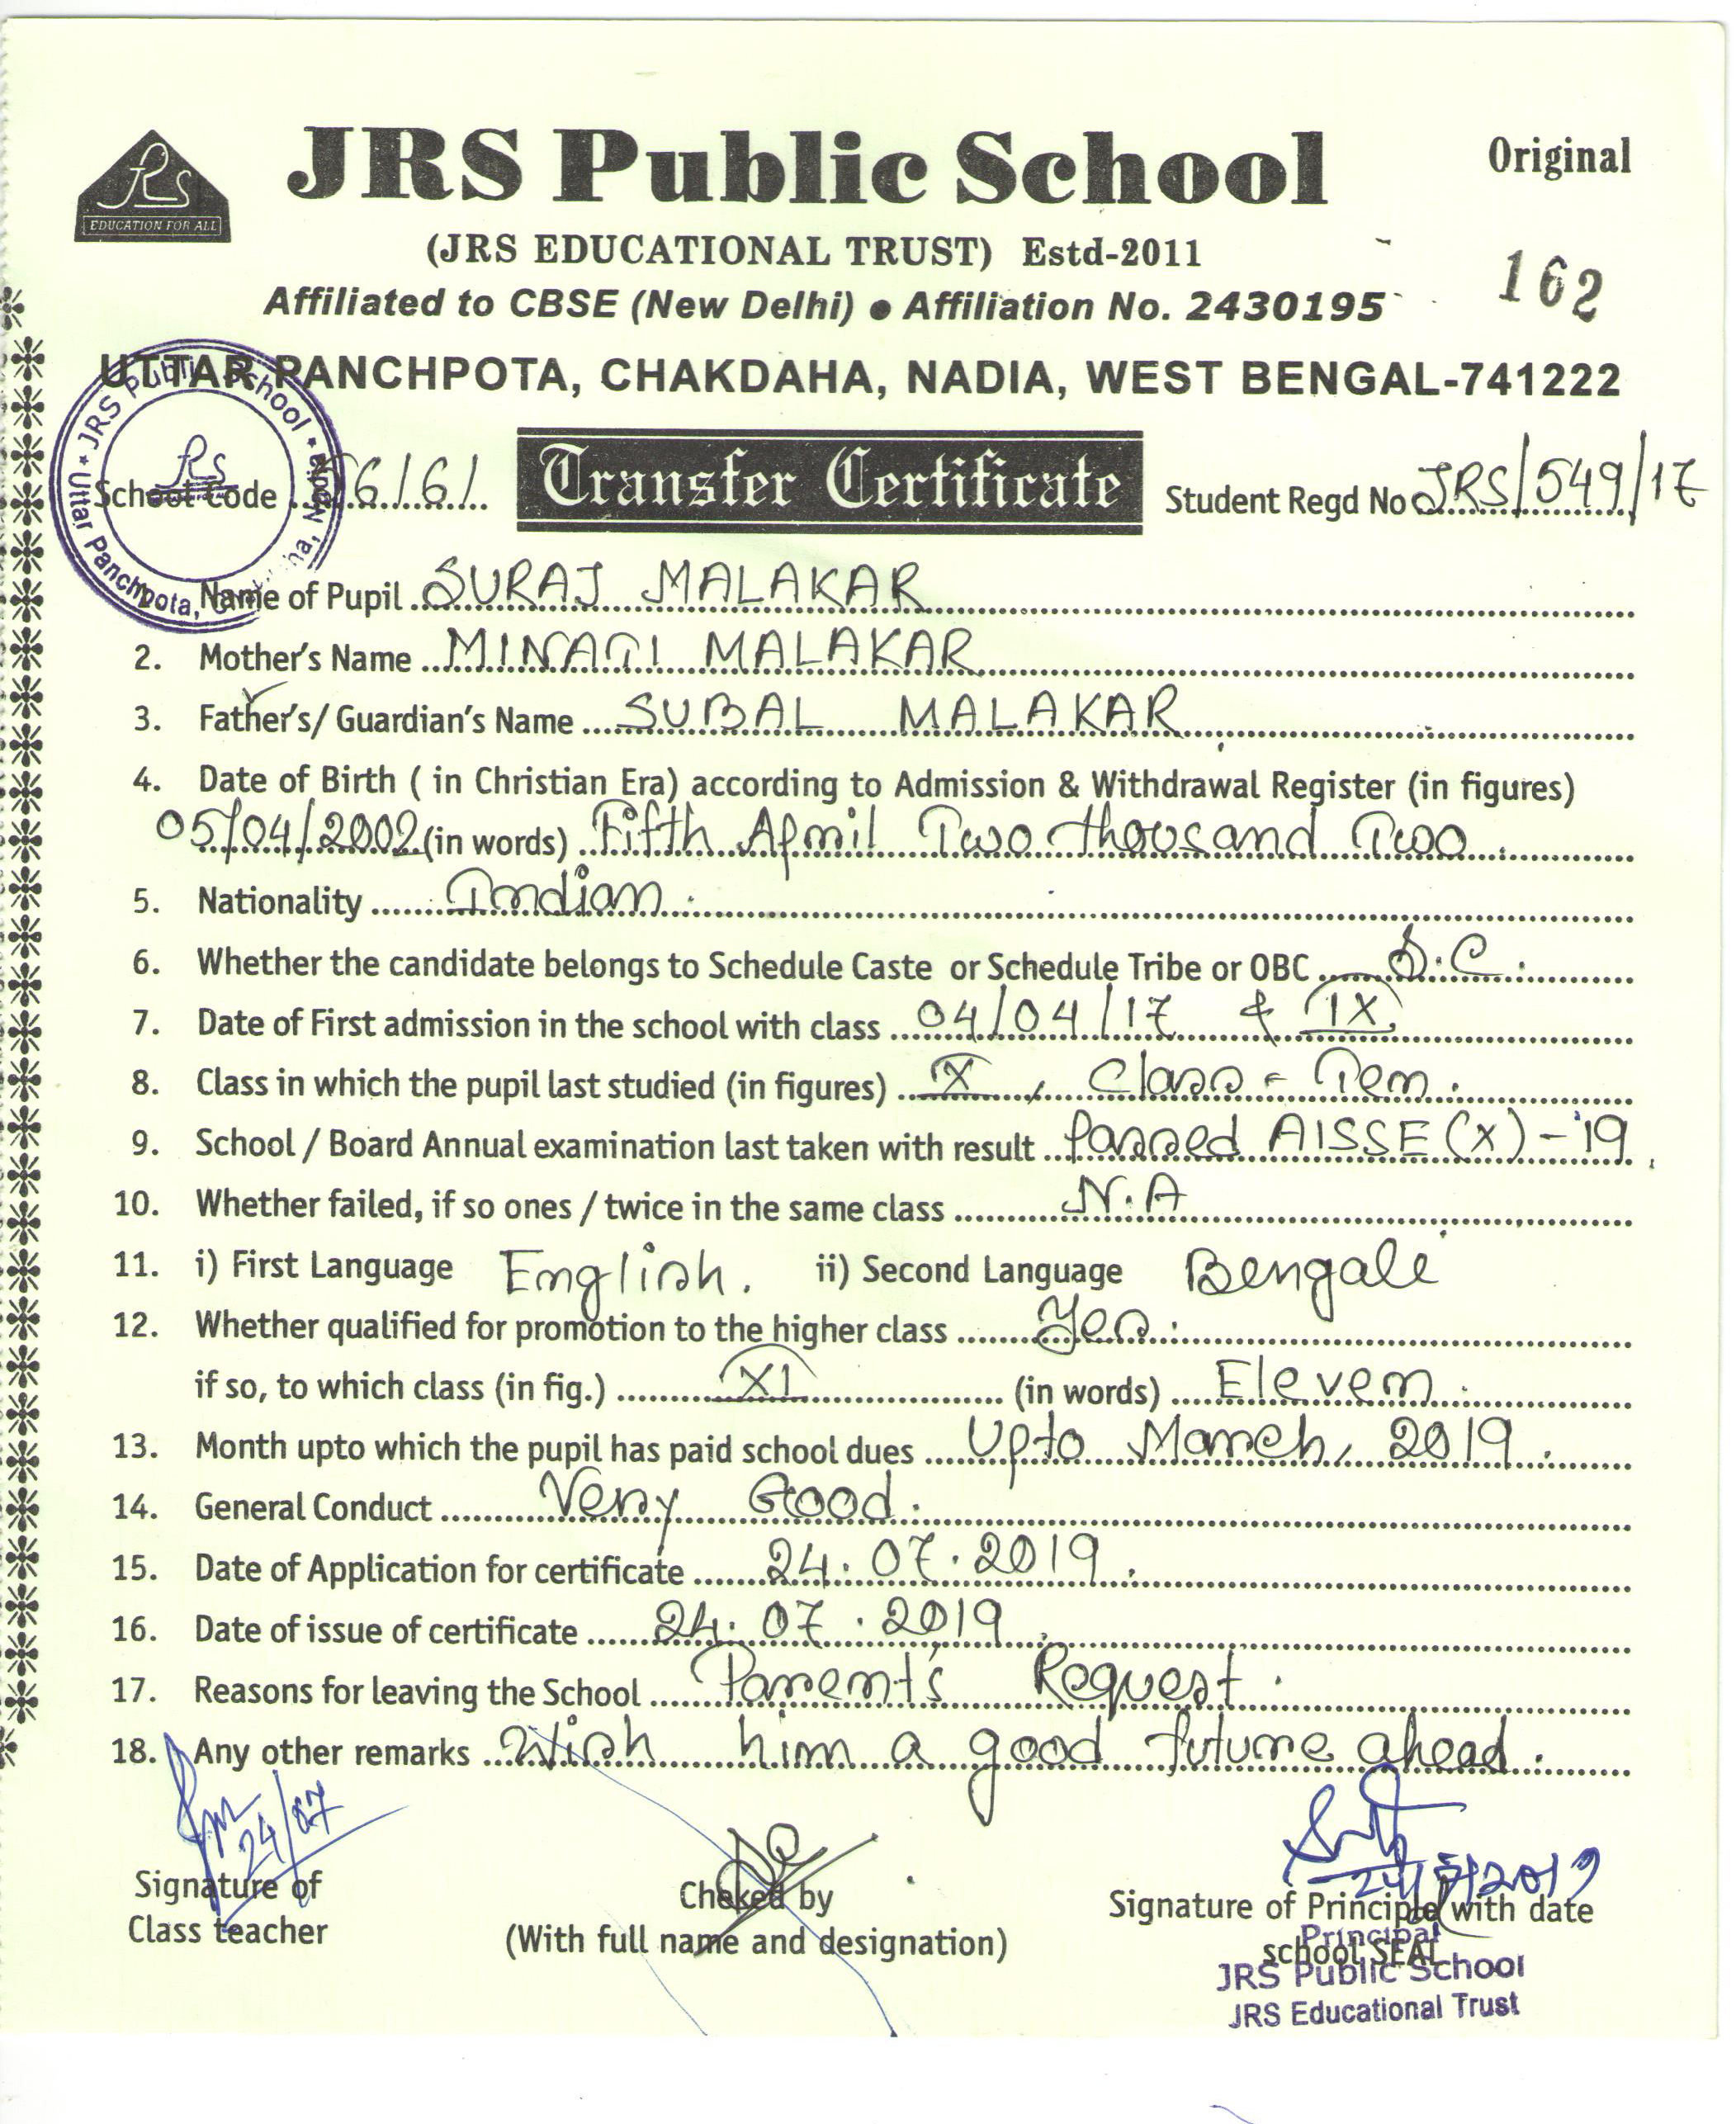 JRS Public School
Original
JRS
EDUCATION FOR ALL
(JRS EDUCATIONAL TRUST) Estd-2011
162
Affiliated to CBSE (New Delhi) ● Affiliation No. 2430195
UTTAR PANCHPOTA, CHAKDAHA, NADIA, WEST BENGAL-741222
JRS Public School
Uttar Panchpota, Nadia
School Code
Transfer Certificate
Student Regd No JRS/549/17
Name of Pupil SURAJ MALAKAR
2. Mother's Name MINATI MALAKAR
3. Father's/ Guardian's Name SUBAL MALAKAR
4. Date of Birth ( in Christian Era) according to Admission & Withdrawal Register (in figures)
05/04/2002 (in words) Fifth April Two thousand Two
5. Nationality Indian
6. Whether the candidate belongs to Schedule Caste or Schedule Tribe or OBC S.C.
7. Date of First admission in the school with class 04/04/17 & IX
8. Class in which the pupil last studied (in figures) X, Class - Ten.
9. School / Board Annual examination last taken with result Passed AISSE (X) - '19
10. Whether failed, if so ones / twice in the same class N.A
11. i) First Language English. ii) Second Language Bengali
12. Whether qualified for promotion to the higher class Yes.
if so, to which class (in fig.) XI (in words) Eleven.
13. Month upto which the pupil has paid school dues Upto March, 2019.
14. General Conduct Very Good.
15. Date of Application for certificate 24.07.2019.
16. Date of issue of certificate 24.07.2019.
17. Reasons for leaving the School Parent's Request.
18. Any other remarks Wish him a good future ahead.
24/07
Signature of
Class teacher
Cheked by
(With full name and designation)
Signature of Principle with date
school SEAL
Principal
JRS Public School
JRS Educational Trust